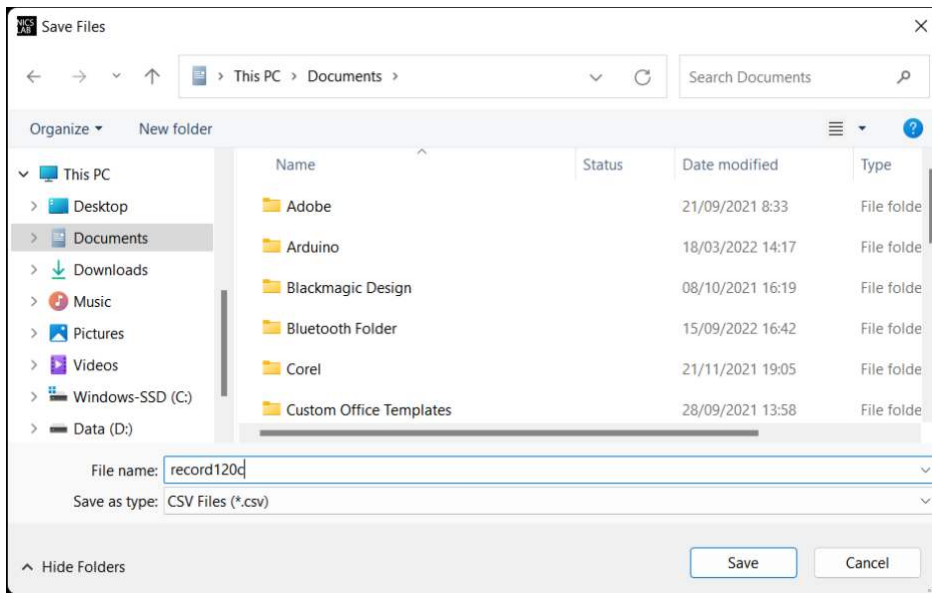 NICS
LAB
Save Files
This PC > Documents >
Search Documents
Organize
New folder
This PC
Desktop
Documents
Downloads
Music
Pictures
Videos
Windows-SSD (C:)
Data (D:)
Name Status Date modified Type
Adobe 21/09/2021 8:33 File folde
Arduino 18/03/2022 14:17 File folde
Blackmagic Design 08/10/2021 16:19 File folde
Bluetooth Folder 15/09/2022 16:42 File folde
Corel 21/11/2021 19:05 File folde
Custom Office Templates 28/09/2021 13:58 File folde
File name: record120c
Save as type: CSV Files (*.csv)
Hide Folders
Save
Cancel